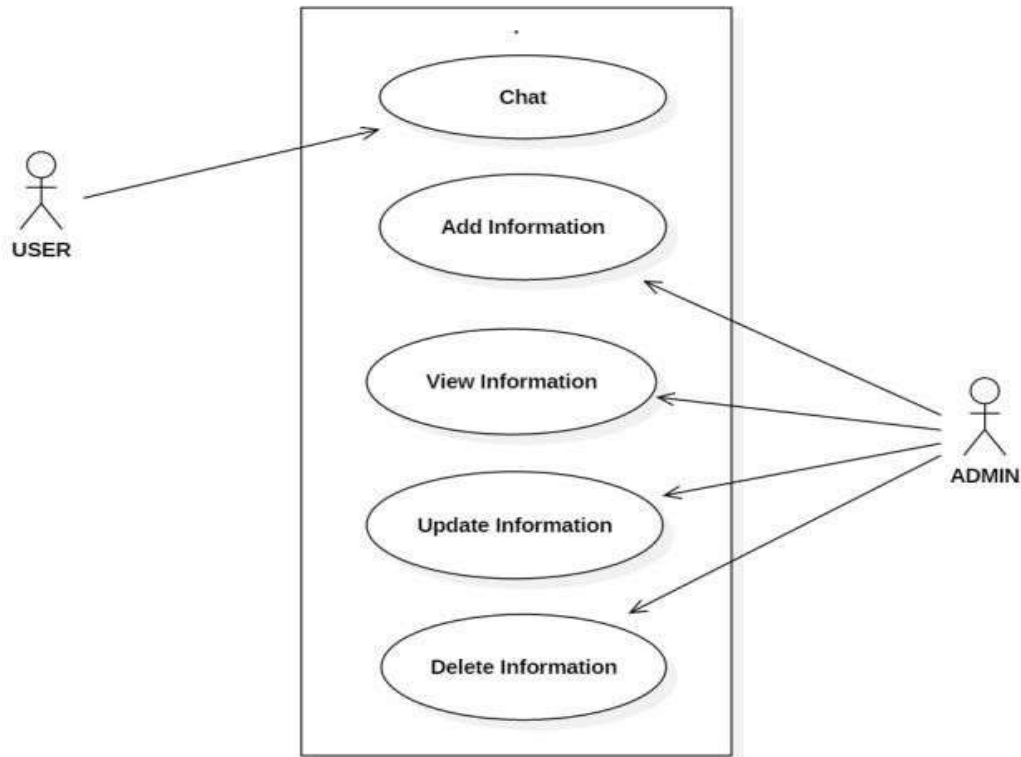 Chat
Add Information
USER
View Information
ADMIN
Update Information
Delete Information